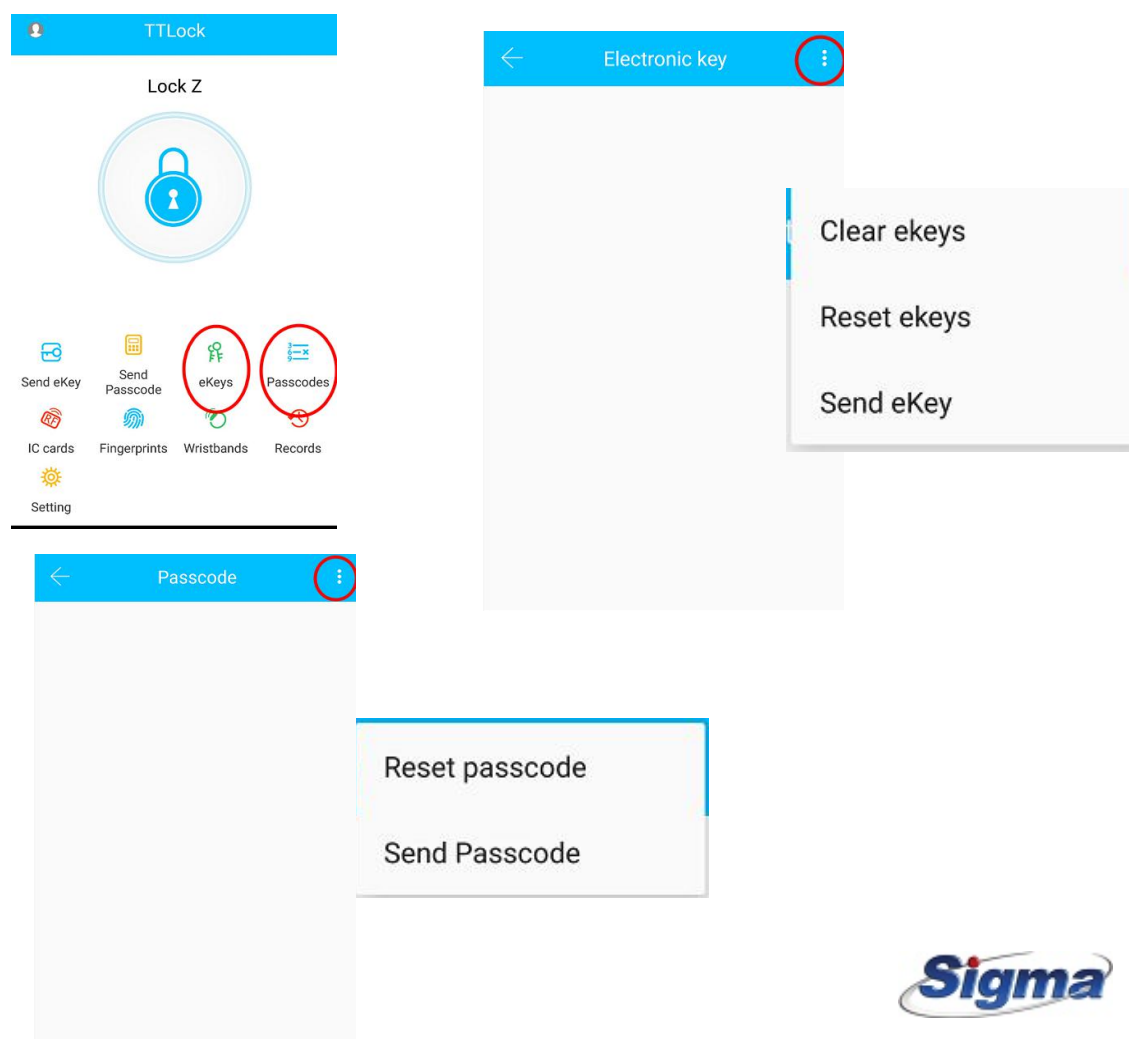 TTLock
Lock Z
Send eKey
Send
Passcode
eKeys
Passcodes
IC cards
Fingerprints
Wristbands
Records
Setting
Electronic key
Clear ekeys
Reset ekeys
Send eKey
Passcode
Reset passcode
Send Passcode
Sigma